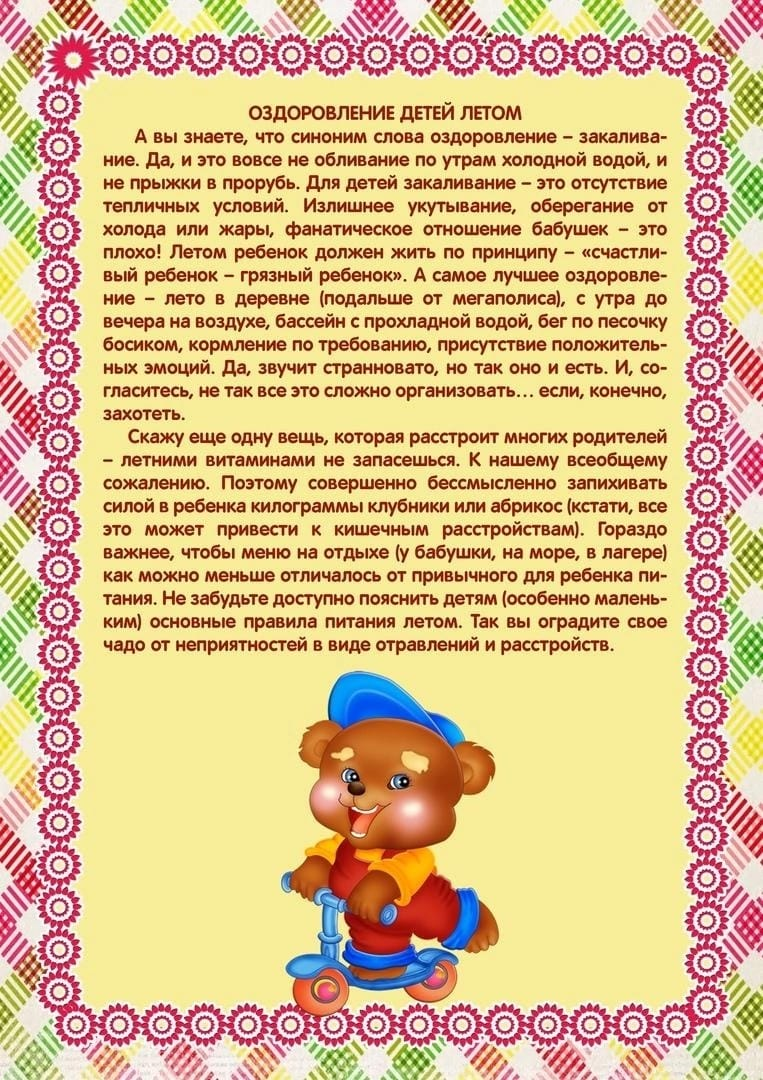 ОЗДОРОВЛЕНИЕ ДЕТЕЙ ЛЕТОМ
А вы знаете, что синоним слова оздоровление – закалива-
ние. Да, и это вовсе не обливание по утрам холодной водой, и
не прыжки в прорубь. Для детей закаливание – это отсутствие
тепличных условий. Излишнее укутывание, оберегание от
холода или жары, фанатическое отношение бабушек – это
плохо! Летом ребенок должен жить по принципу – «счастли-
вый ребенок – грязный ребенок». А самое лучшее оздоровле-
ние – лето в деревне (подальше от мегаполиса), с утра до
вечера на воздухе, бассейн с прохладной водой, бег по песочку
босиком, кормление по требованию, присутствие положитель-
ных эмоций. Да, звучит странновато, но так оно и есть. И, со-
гласитесь, не так все это сложно организовать... если, конечно,
захотеть.
Скажу еще одну вещь, которая расстроит многих родителей
– летними витаминами не запасешься. К нашему всеобщему
сожалению. Поэтому совершенно бессмысленно запихивать
силой в ребенка килограммы клубники или абрикос (кстати, все
это может привести к кишечным расстройствам). Гораздо
важнее, чтобы меню на отдыхе (у бабушки, на море, в лагере)
как можно меньше отличалось от привычного для ребенка пи-
тания. Не забудьте доступно пояснить детям (особенно малень-
ким) основные правила питания летом. Так вы оградите свое
чадо от неприятностей в виде отравлений и расстройств.